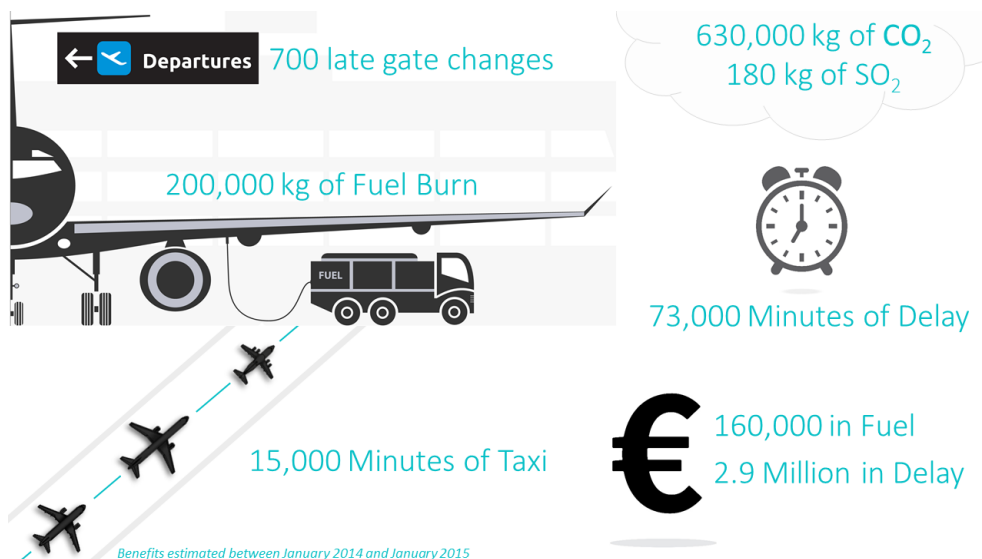 Departures
700 late gate changes
630,000 kg of CO₂
180 kg of SO₂
200,000 kg of Fuel Burn
FUEL
73,000 Minutes of Delay
15,000 Minutes of Taxi
€
160,000 in Fuel
2.9 Million in Delay
Benefits estimated between January 2014 and January 2015